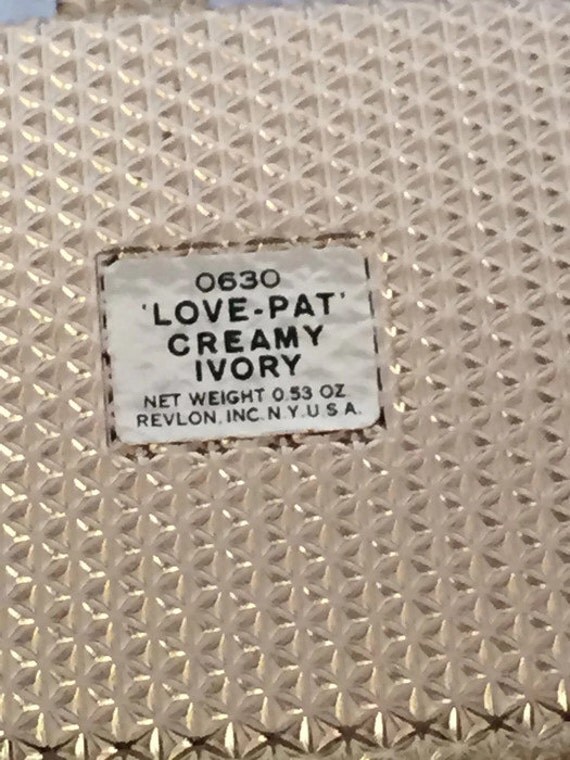 0630
'LOVE-PAT'
CREAMY
IVORY
NET WEIGHT 0.53 OZ
REVLON, INC. N.Y. U.S.A.